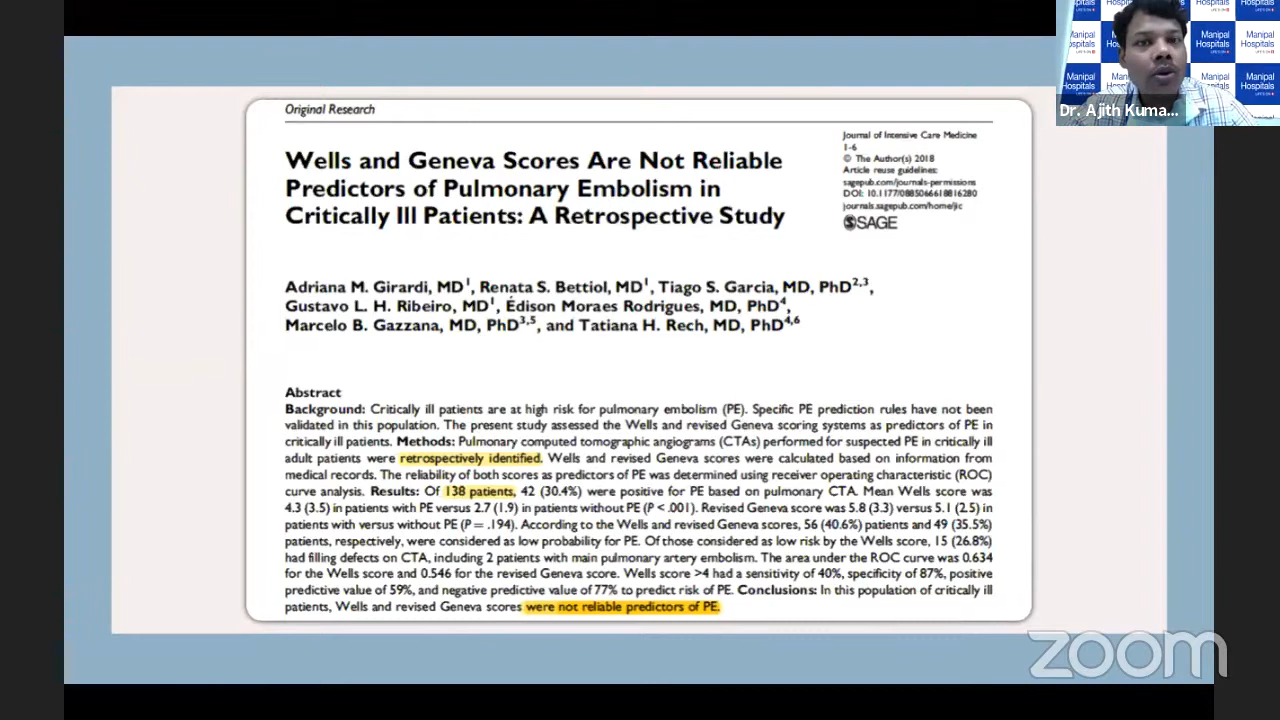 Original Research
Wells and Geneva Scores Are Not Reliable
Predictors of Pulmonary Embolism in
Critically Ill Patients: A Retrospective Study
Journal of Intensive Care Medicine
1-6
© The Author(s) 2018
Article reuse guidelines:
sagepub.com/journals-permissions
DOI: 10.1177/0885066618816280
journals.sagepub.com/home/jic
SAGE
Adriana M. Girardi, MD1, Renata S. Bettiol, MD1, Tiago S. Garcia, MD, PhD2,3,
Gustavo L. H. Ribeiro, MD1, Édison Moraes Rodrigues, MD, PhD4,
Marcelo B. Gazzana, MD, PhD3,5, and Tatiana H. Rech, MD, PhD4,6
Abstract
Background: Critically ill patients are at high risk for pulmonary embolism (PE). Specific PE prediction rules have not been
validated in this population. The present study assessed the Wells and revised Geneva scoring systems as predictors of PE in
critically ill patients. Methods: Pulmonary computed tomographic angiograms (CTAs) performed for suspected PE in critically ill
adult patients were retrospectively identified. Wells and revised Geneva scores were calculated based on information from
medical records. The reliability of both scores as predictors of PE was determined using receiver operating characteristic (ROC)
curve analysis. Results: Of 138 patients, 42 (30.4%) were positive for PE based on pulmonary CTA. Mean Wells score was
4.3 (3.5) in patients with PE versus 2.7 (1.9) in patients without PE (P < .001). Revised Geneva score was 5.8 (3.3) versus 5.1 (2.5) in
patients with versus without PE (P = .194). According to the Wells and revised Geneva scores, 56 (40.6%) patients and 49 (35.5%)
patients, respectively, were considered as low probability for PE. Of those considered as low risk by the Wells score, 15 (26.8%)
had filling defects on CTA, including 2 patients with main pulmonary artery embolism. The area under the ROC curve was 0.634
for the Wells score and 0.546 for the revised Geneva score. Wells score >4 had a sensitivity of 40%, specificity of 87%, positive
predictive value of 59%, and negative predictive value of 77% to predict risk of PE. Conclusions: In this population of critically ill
patients, Wells and revised Geneva scores were not reliable predictors of PE.
Manipal
Hospitals
Manipal
Hospitals
Manipal
Hospitals
Manipal
Hospitals
Dr. Ajith Kuma...
zoom